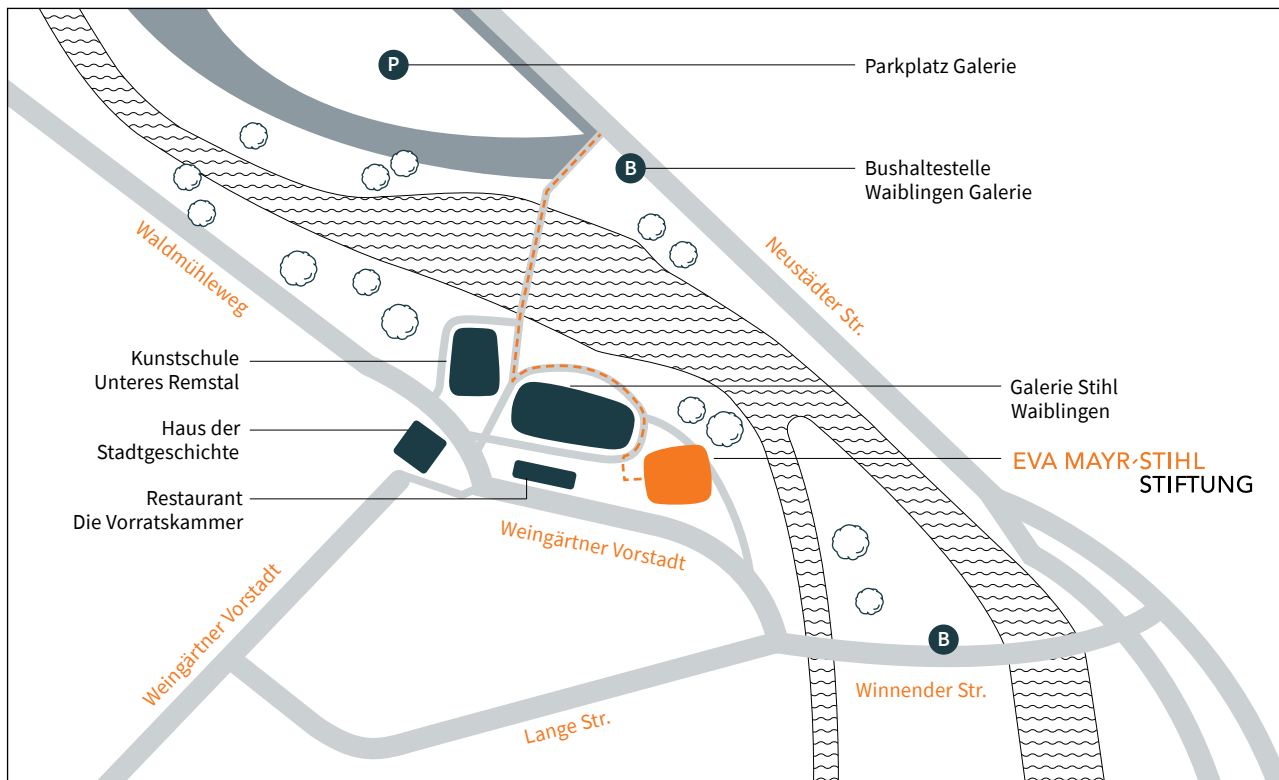 P
Parkplatz Galerie
B
Bushaltestelle
Waiblingen Galerie
Waldmühleweg
Neustädter Str.
Kunstschule
Unteres Remstal
Galerie Stihl
Waiblingen
Haus der
Stadtgeschichte
EVA MAYR-STIHL
STIFTUNG
Restaurant
Die Vorratskammer
Weingärtner Vorstadt
Weingärtner Vorstadt
B
Winnender Str.
Lange Str.